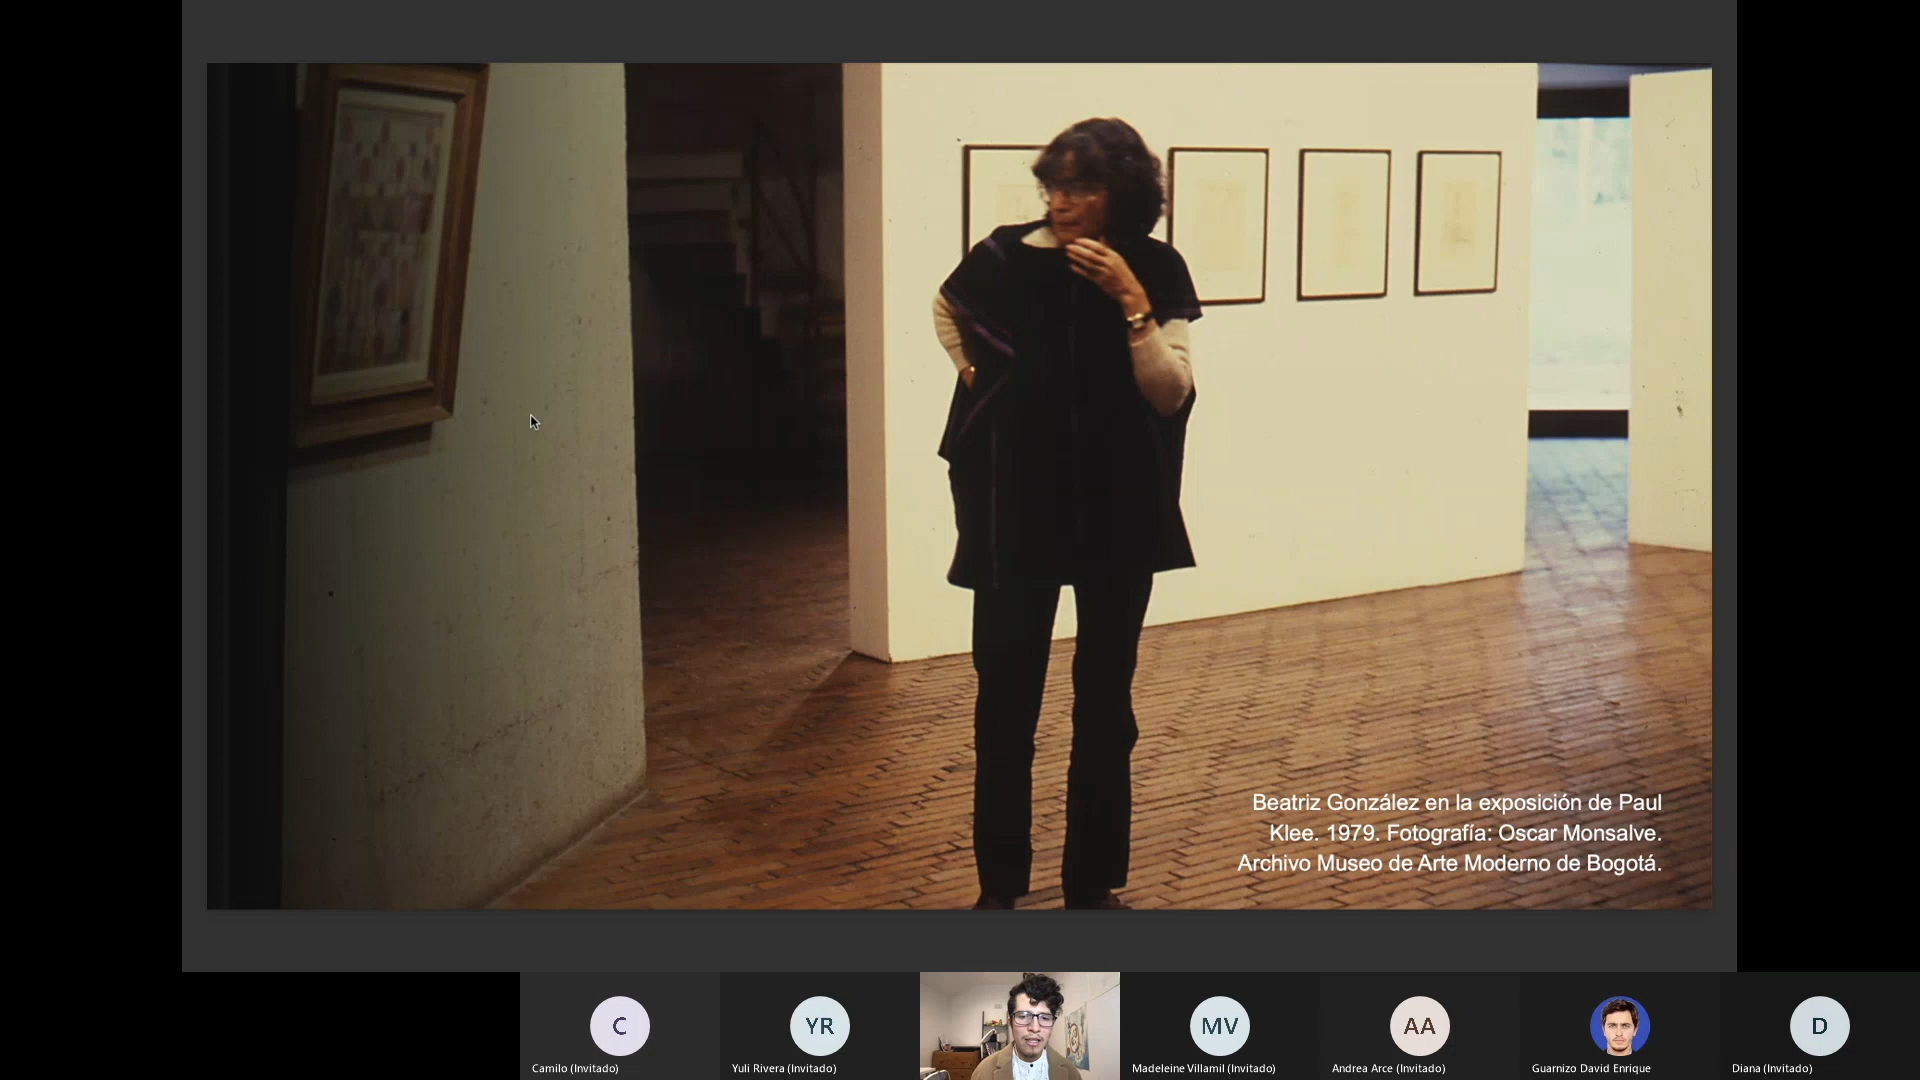 Beatriz González en la exposición de Paul
Klee. 1979. Fotografía: Oscar Monsalve.
Archivo Museo de Arte Moderno de Bogotá.
C
YR
MV
AA
D
Camilo (Invitado)
Yuli Rivera (Invitado)
Madeleine Villamil (Invitado)
Andrea Arce (Invitado)
Guarnizo David Enrique
Diana (Invitado)